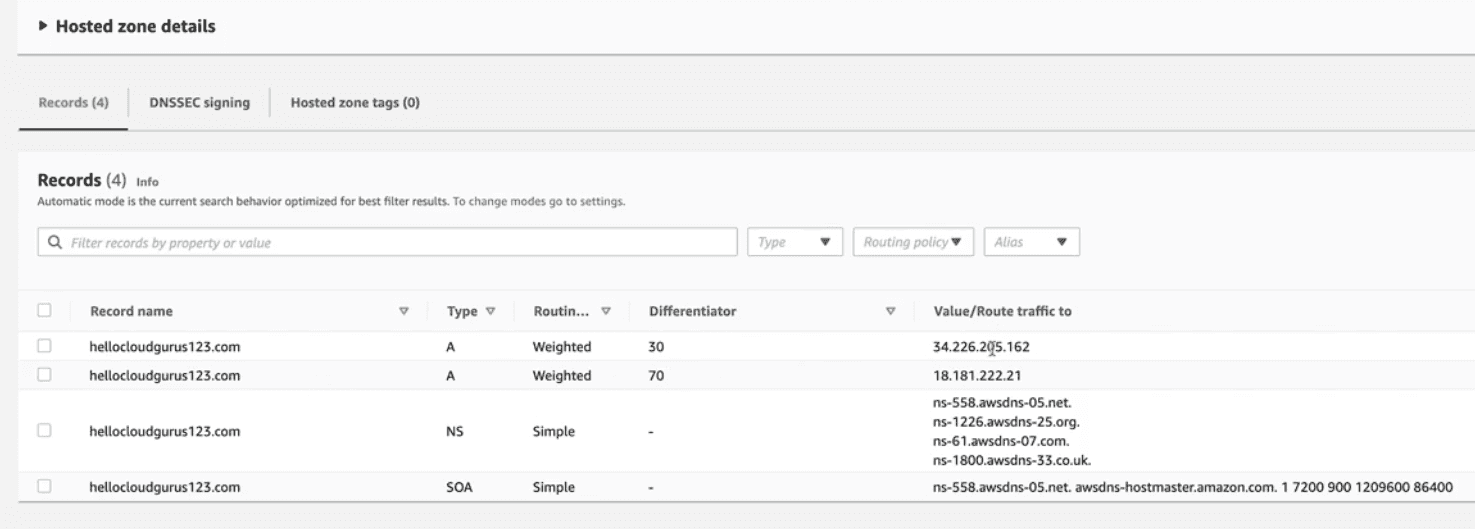 Hosted zone details
Records (4) DNSSEC signing Hosted zone tags (0)
Records (4) Info
Automatic mode is the current search behavior optimized for best filter results. To change modes go to settings.
Filter records by property or value Type Routing policy Alias
Record name Type Routin... Differentiator Value/Route traffic to
hellocloudgurus123.com A Weighted 30 34.226.205.162
hellocloudgurus123.com A Weighted 70 18.181.222.21
hellocloudgurus123.com NS Simple - ns-558.awsdns-05.net.
ns-1226.awsdns-25.org.
ns-61.awsdns-07.com.
ns-1800.awsdns-33.co.uk.
hellocloudgurus123.com SOA Simple - ns-558.awsdns-05.net. awsdns-hostmaster.amazon.com. 1 7200 900 1209600 86400